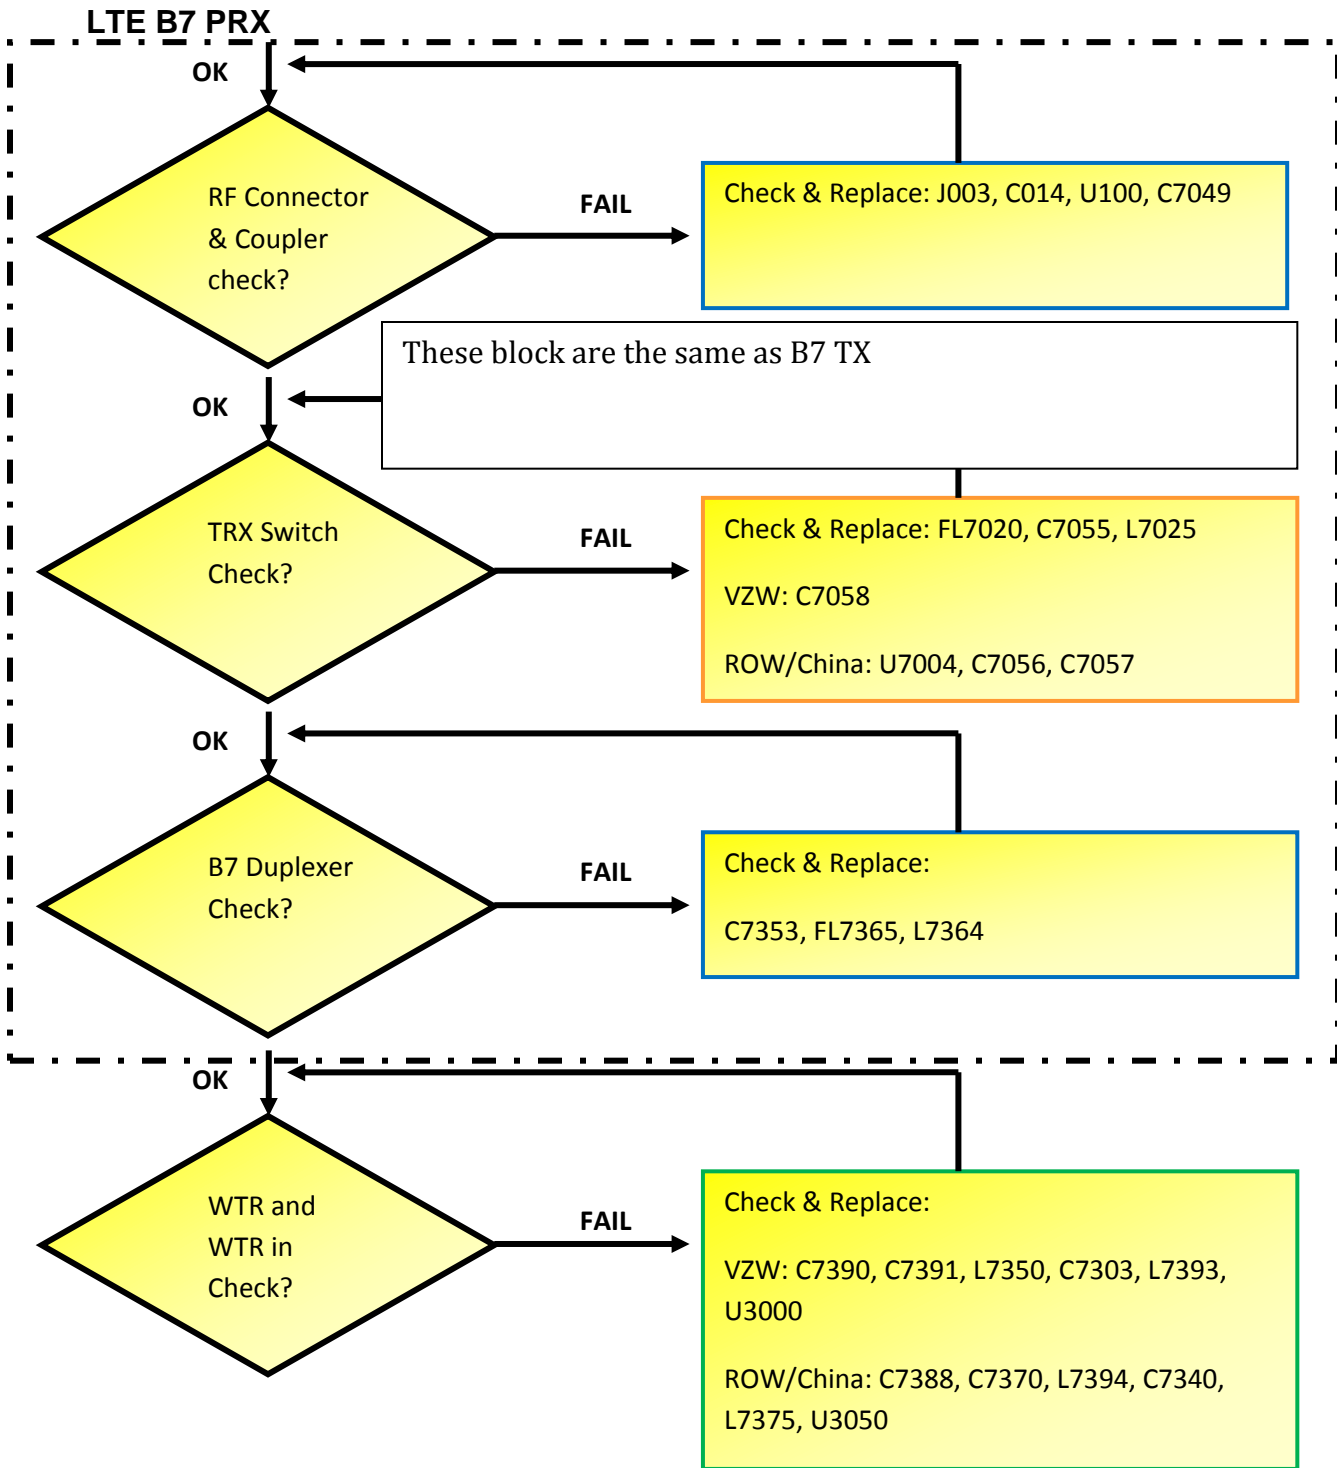 LTE B7 PRX
OK
RF Connector
& Coupler
check?
FAIL
Check & Replace: J003, C014, U100, C7049
These block are the same as B7 TX
OK
TRX Switch
Check?
FAIL
Check & Replace: FL7020, C7055, L7025
VZW: C7058
ROW/China: U7004, C7056, C7057
OK
B7 Duplexer
Check?
FAIL
Check & Replace:
C7353, FL7365, L7364
OK
WTR and
WTR in
Check?
FAIL
Check & Replace:
VZW: C7390, C7391, L7350, C7303, L7393,
U3000
ROW/China: C7388, C7370, L7394, C7340,
L7375, U3050